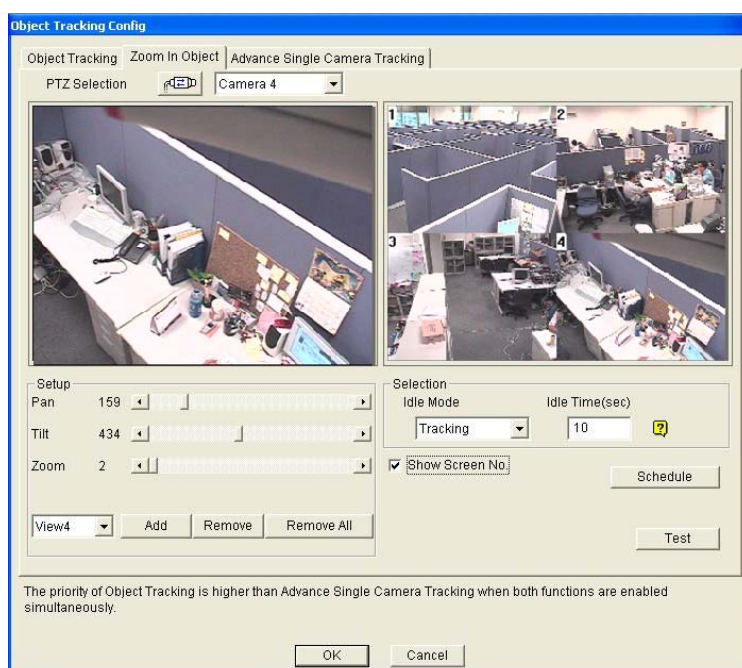 Object Tracking Config
Object Tracking Zoom In Object Advance Single Camera Tracking
PTZ Selection Camera 4
1 2
3 4
Setup
Pan 159
Tilt 434
Zoom 2
View4 Add Remove Remove All
Selection
Idle Mode Idle Time(sec)
Tracking 10 ?
Show Screen No.
Schedule
Test
The priority of Object Tracking is higher than Advance Single Camera Tracking when both functions are enabled
simultaneously.
OK Cancel